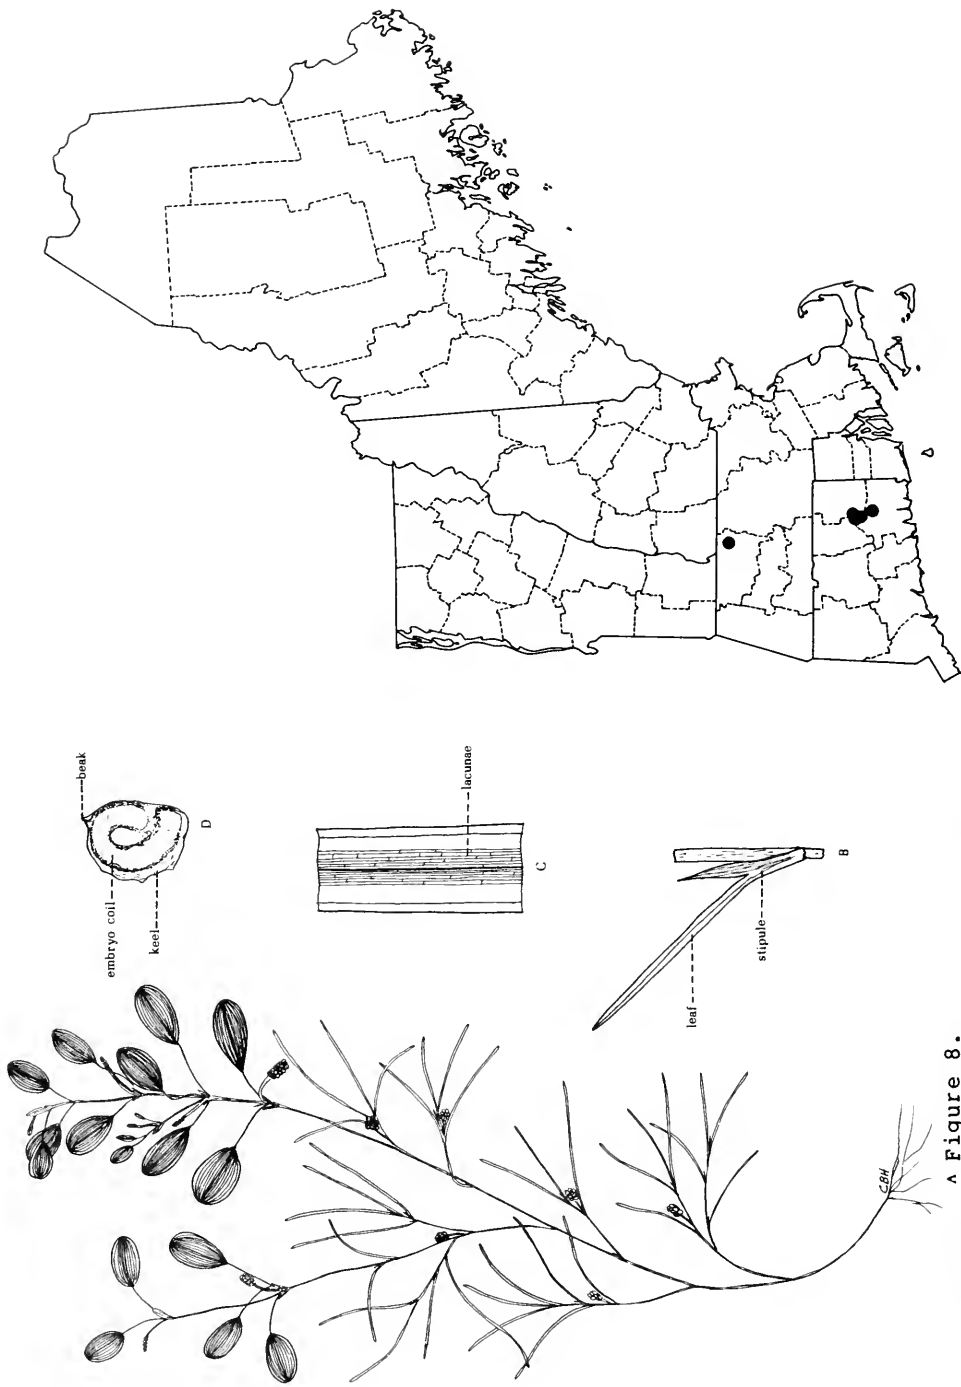 beak
embryo coil
keel
D
lacunae
C
leaf
stipule
B
CBH
^ Figure 8.